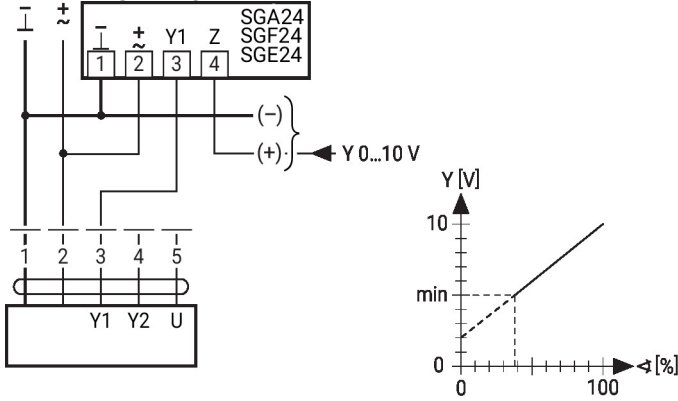 − + SGA24
⊥ ~ − + Y1 Z SGF24
⊥ ~ SGE24
1 2 3 4
(−)
(+) Y 0...10 V
Y [V]
10
1 2 3 4 5
min
Y1 Y2 U
0 ∢ [%]
0 100